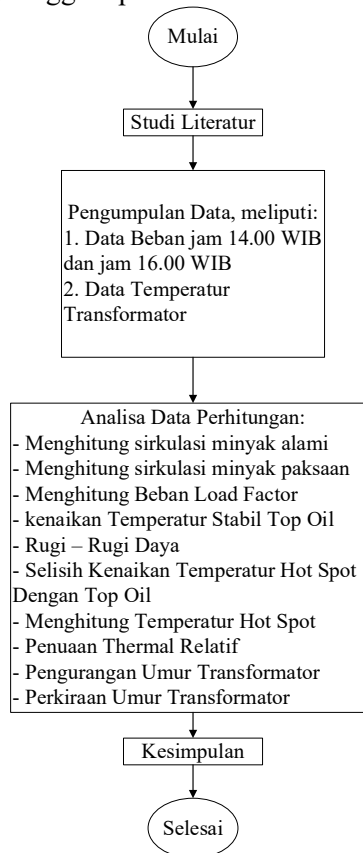 Mulai
Studi Literatur
Pengumpulan Data, meliputi:
1. Data Beban jam 14.00 WIB
dan jam 16.00 WIB
2. Data Temperatur
Transformator
Analisa Data Perhitungan:
- Menghitung sirkulasi minyak alami
- Menghitung sirkulasi minyak paksaan
- Menghitung Beban Load Factor
- kenaikan Temperatur Stabil Top Oil
- Rugi – Rugi Daya
- Selisih Kenaikan Temperatur Hot Spot
Dengan Top Oil
- Menghitung Temperatur Hot Spot
- Penuaan Thermal Relatif
- Pengurangan Umur Transformator
- Perkiraan Umur Transformator
Kesimpulan
Selesai